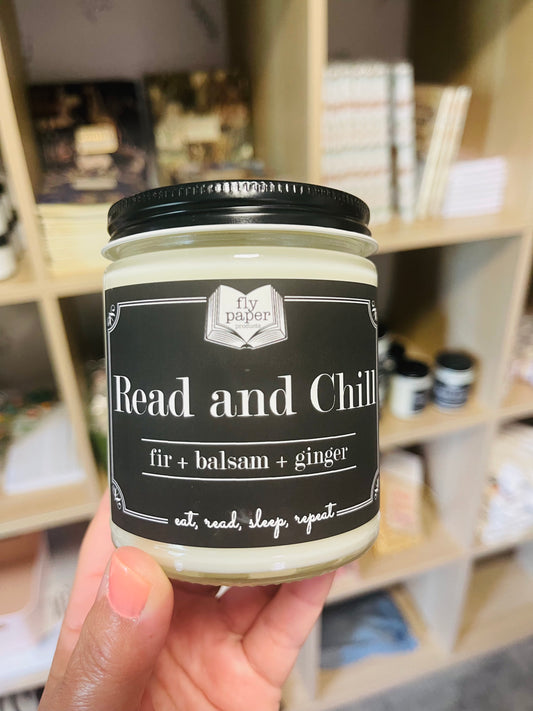 fly
paper
products
Read and Chill
fir + balsam + ginger
eat, read, sleep, repeat